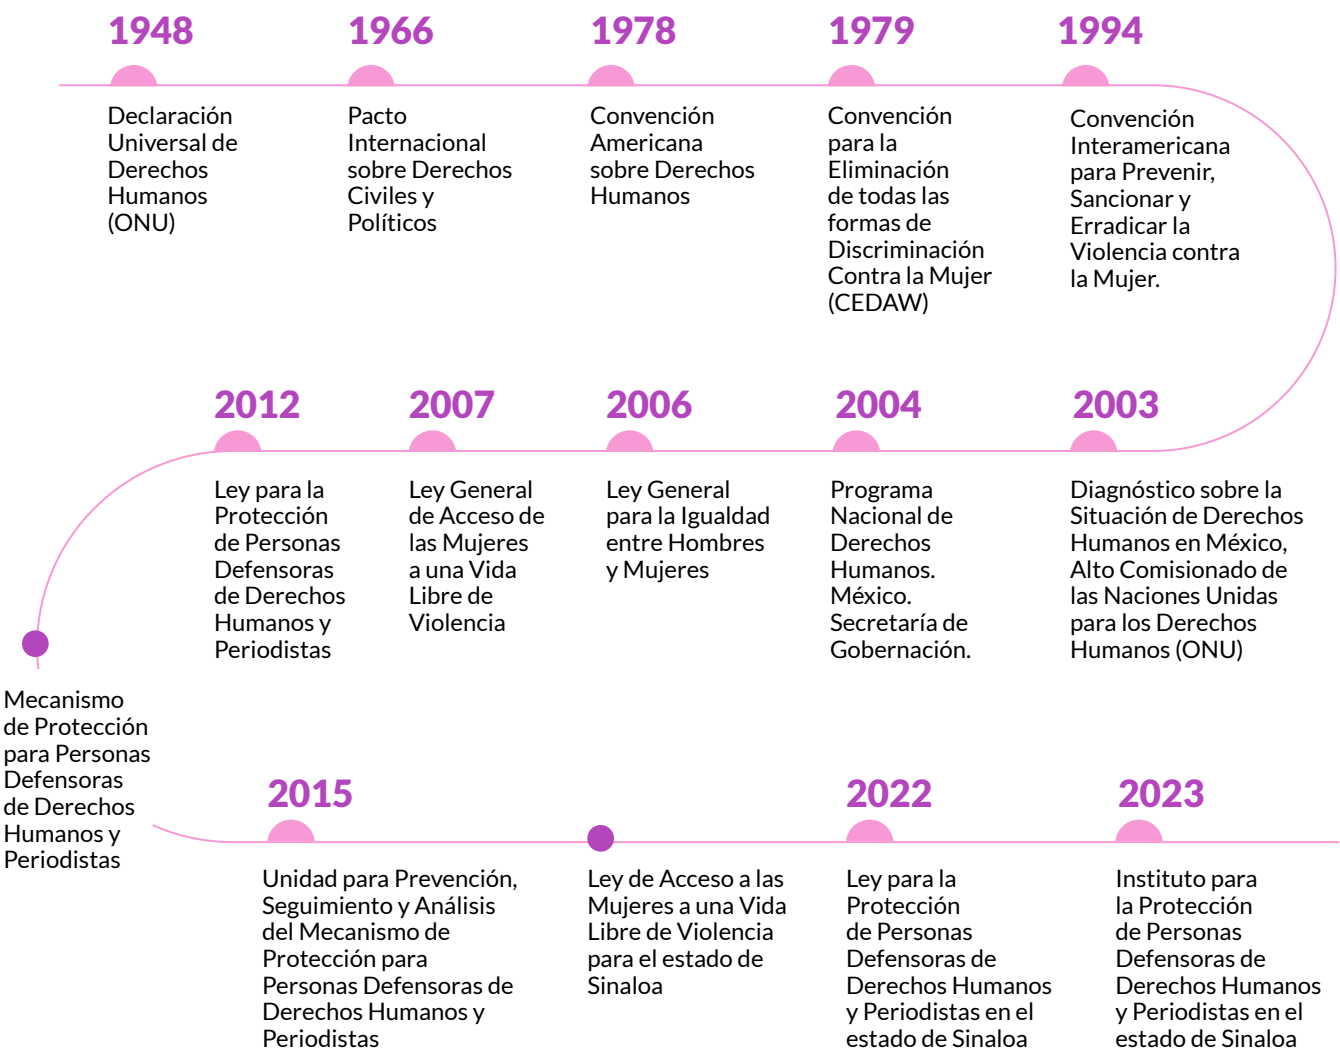 1948
Declaración
Universal de
Derechos
Humanos
(ONU)
1966
Pacto
Internacional
sobre Derechos
Civiles y
Políticos
1978
Convención
Americana
sobre Derechos
Humanos
1979
Convención
para la
Eliminación
de todas las
formas de
Discriminación
Contra la Mujer
(CEDAW)
1994
Convención
Interamericana
para Prevenir,
Sancionar y
Erradicar la
Violencia contra
la Mujer.
2003
Diagnóstico sobre la
Situación de Derechos
Humanos en México,
Alto Comisionado de
las Naciones Unidas
para los Derechos
Humanos (ONU)
2004
Programa
Nacional de
Derechos
Humanos.
México.
Secretaría de
Gobernación.
2006
Ley General
para la Igualdad
entre Hombres
y Mujeres
2007
Ley General
de Acceso de
las Mujeres
a una Vida
Libre de
Violencia
2012
Ley para la
Protección
de Personas
Defensoras
de Derechos
Humanos y
Periodistas
Mecanismo
de Protección
para Personas
Defensoras
de Derechos
Humanos y
Periodistas
2015
Unidad para Prevención,
Seguimiento y Análisis
del Mecanismo de
Protección para
Personas Defensoras de
Derechos Humanos y
Periodistas
Ley de Acceso a las
Mujeres a una Vida
Libre de Violencia
para el estado de
Sinaloa
2022
Ley para la
Protección
de Personas
Defensoras de
Derechos Humanos
y Periodistas en el
estado de Sinaloa
2023
Instituto para
la Protección
de Personas
Defensoras de
Derechos Humanos
y Periodistas en el
estado de Sinaloa